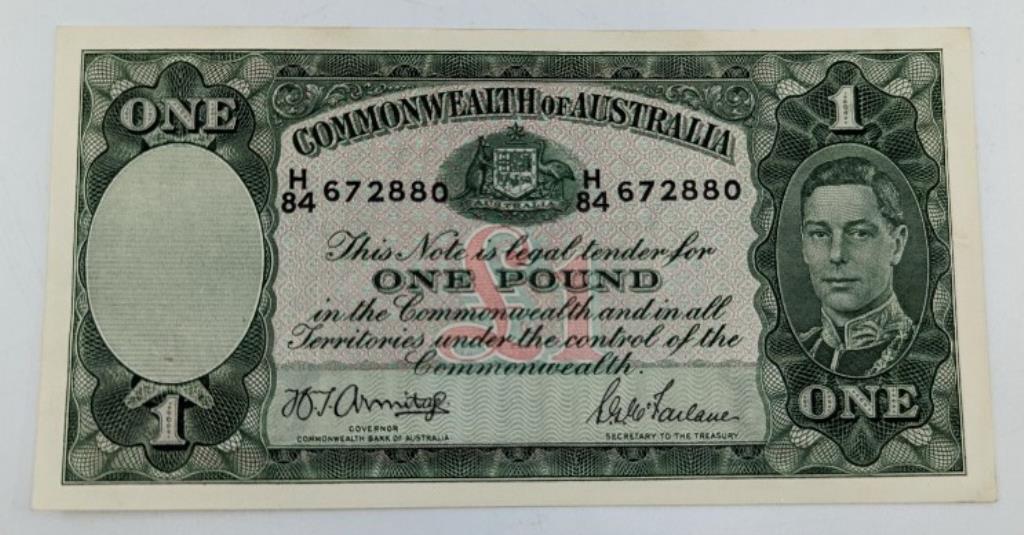 ONE
1
COMMONWEALTH OF AUSTRALIA
H
84 672880
H
84 672880
AUSTRALIA
This Note is legal tender for
ONE POUND
in the Commonwealth and in all
Territories under the control of the
Commonwealth.
£1
H.T. Armitage
GOVERNOR
COMMONWEALTH BANK OF AUSTRALIA
S.G. McFarlane
SECRETARY TO THE TREASURY
1
ONE